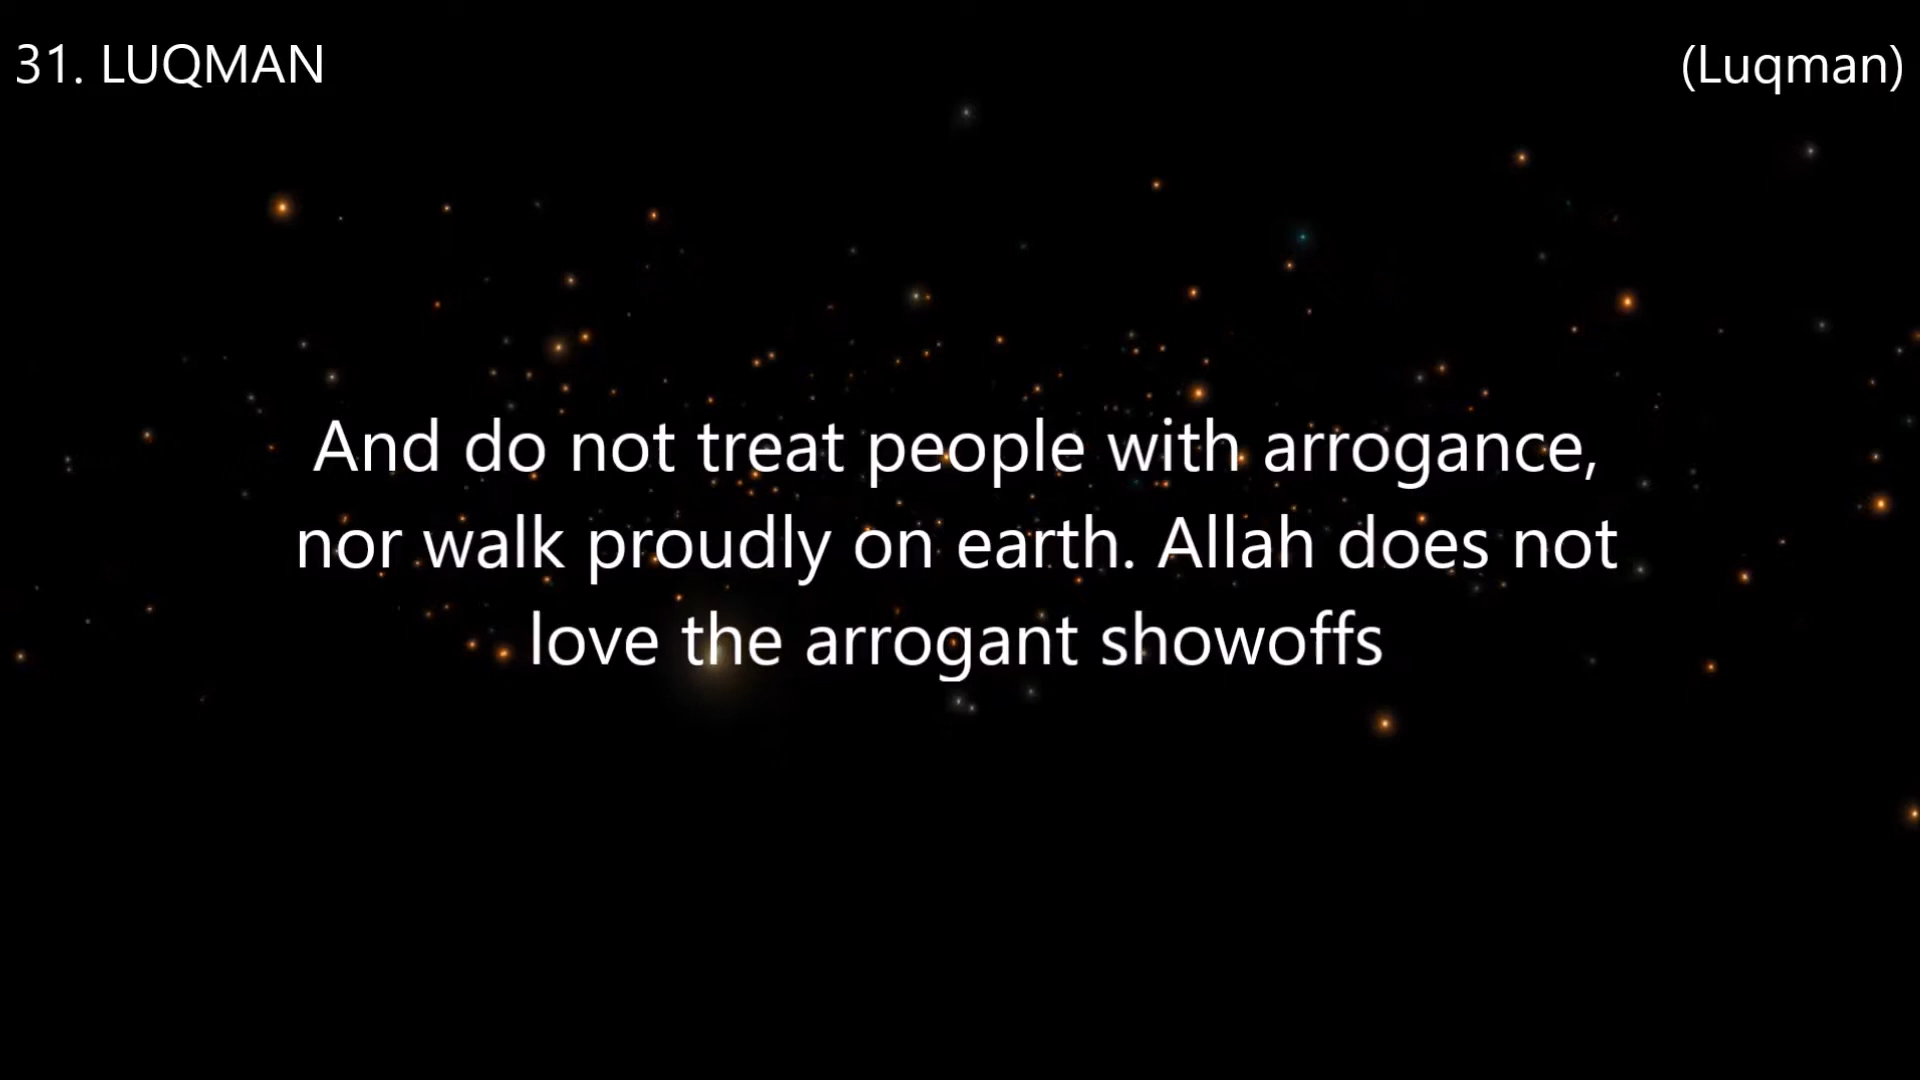 31. LUQMAN
(Luqman)
And do not treat people with arrogance,
nor walk proudly on earth. Allah does not
love the arrogant showoffs